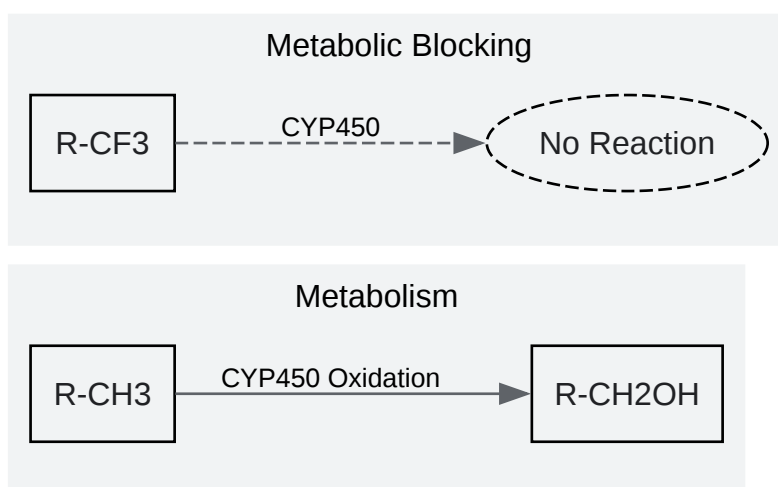 Metabolic Blocking
R-CF3
CYP450
No Reaction
Metabolism
R-CH3
CYP450 Oxidation
R-CH2OH